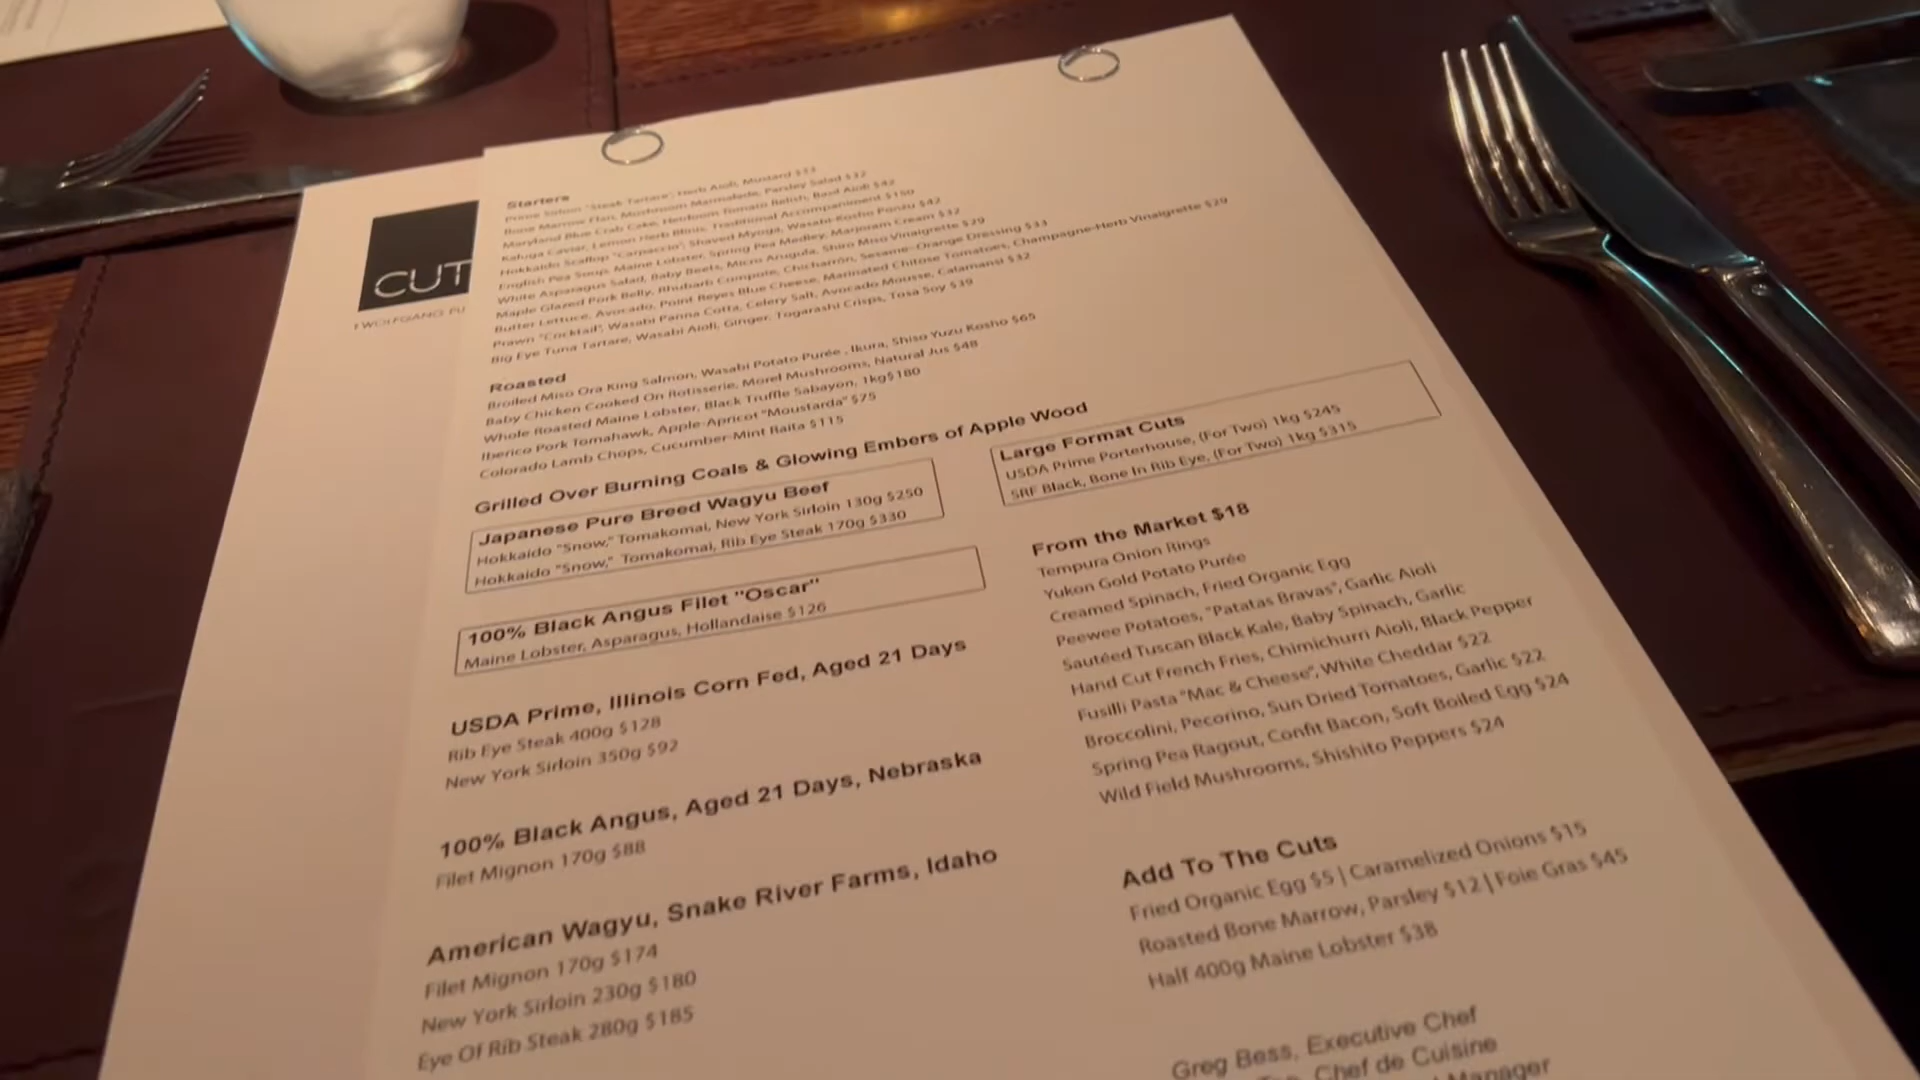 CUT
Starters
Prime Sirloin "Steak Tartare", Herb Aioli, Mustard $33
Bone Marrow Flan, Mushroom Marmalade, Parsley Salad $32
Maryland Blue Crab Cake, Heirloom Tomato Relish, Basil Aioli $42
Kaluga Caviar, Lemon Herb Blinis, Traditional Accompaniment $150
Hokkaido Scallop "Carpaccio", Shaved Myoga, Wasabi-Kosho Ponzu $42
English Pea Soup, Maine Lobster, Spring Pea Medley, Marjoram Cream $32
White Asparagus Salad, Baby Beets, Micro Arugula, Shiro Miso Vinaigrette $29
Maple Glazed Pork Belly, Rhubarb Compote, Chicharrón, Sesame-Orange Dressing $33
Butter Lettuce, Avocado, Point Reyes Blue Cheese, Marinated Chitose Tomatoes, Champagne-Herb Vinaigrette $29
Prawn "Cocktail", Wasabi Panna Cotta, Celery Salt, Avocado Mousse, Calamansi $32
Big Eye Tuna Tartare, Wasabi Aioli, Ginger, Togarashi Crisps, Tosa Soy $39
Roasted
Broiled Miso Ora King Salmon, Wasabi Potato Purée , Ikura, Shiso Yuzu Kosho $65
Baby Chicken Cooked On Rotisserie, Morel Mushrooms, Natural Jus $48
Whole Roasted Maine Lobster, Black Truffle Sabayon, 1kg$180
Iberico Pork Tomahawk, Apple-Apricot "Moustarda" $75
Colorado Lamb Chops, Cucumber-Mint Raita $115
Grilled Over Burning Coals & Glowing Embers of Apple Wood
Japanese Pure Breed Wagyu Beef
Hokkaido "Snow," Tomakomai, New York Sirloin 130g $250
Hokkaido "Snow," Tomakomai, Rib Eye Steak 170g $330
100% Black Angus Filet "Oscar"
Maine Lobster, Asparagus, Hollandaise $126
USDA Prime, Illinois Corn Fed, Aged 21 Days
Rib Eye Steak 400g $128
New York Sirloin 350g $92
100% Black Angus, Aged 21 Days, Nebraska
Filet Mignon 170g $88
American Wagyu, Snake River Farms, Idaho
Filet Mignon 170g $174
New York Sirloin 230g $180
Eye Of Rib Steak 280g $185
Large Format Cuts
USDA Prime Porterhouse, (For Two) 1kg $245
SRF Black, Bone In Rib Eye, (For Two) 1kg $315
From the Market $18
Tempura Onion Rings
Yukon Gold Potato Purée
Creamed Spinach, Fried Organic Egg
Peewee Potatoes, "Patatas Bravas", Garlic Aioli
Sautéed Tuscan Black Kale, Baby Spinach, Garlic
Hand Cut French Fries, Chimichurri Aioli, Black Pepper
Fusilli Pasta "Mac & Cheese", White Cheddar $22
Broccolini, Pecorino, Sun Dried Tomatoes, Garlic $22
Spring Pea Ragout, Confit Bacon, Soft Boiled Egg $24
Wild Field Mushrooms, Shishito Peppers $24
Add To The Cuts
Fried Organic Egg $5 | Caramelized Onions $15
Roasted Bone Marrow, Parsley $12 | Foie Gras $45
Half 400g Maine Lobster $38
Greg Bess, Executive Chef
Chef de Cuisine
Manager